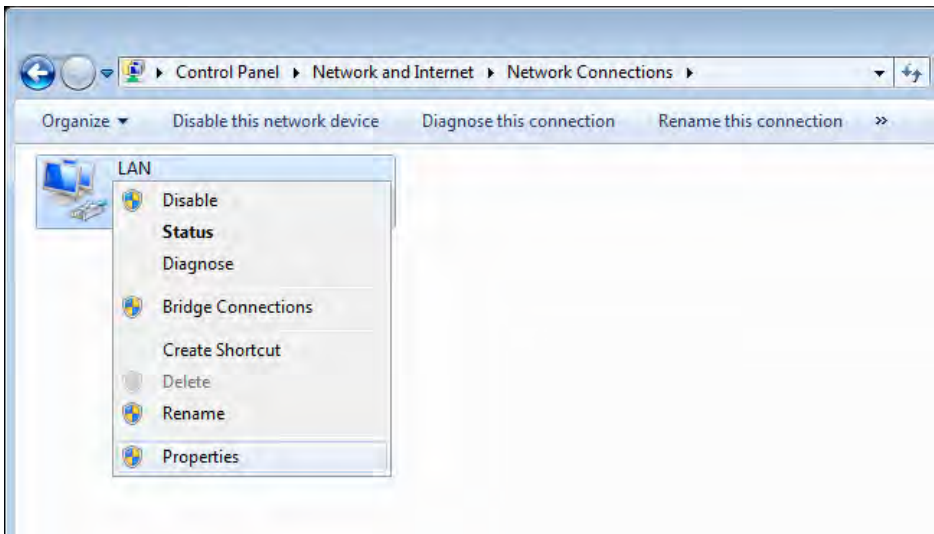 Control Panel ▸ Network and Internet ▸ Network Connections ▸
Organize ▾ Disable this network device Diagnose this connection Rename this connection »
LAN
Disable
Status
Diagnose
Bridge Connections
Create Shortcut
Delete
Rename
Properties